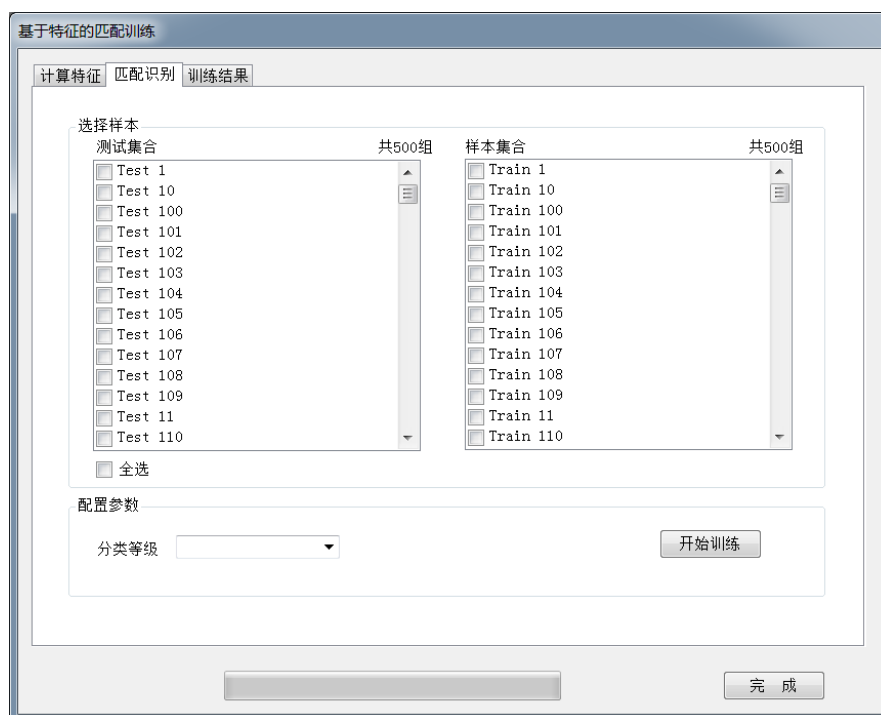 基于特征的匹配训练
计算特征 匹配识别 训练结果
选择样本
测试集合 共500组 样本集合 共500组
Test 1
Test 10
Test 100
Test 101
Test 102
Test 103
Test 104
Test 105
Test 106
Test 107
Test 108
Test 109
Test 11
Test 110
Train 1
Train 10
Train 100
Train 101
Train 102
Train 103
Train 104
Train 105
Train 106
Train 107
Train 108
Train 109
Train 11
Train 110
全选
配置参数
分类等级 开始训练
完 成